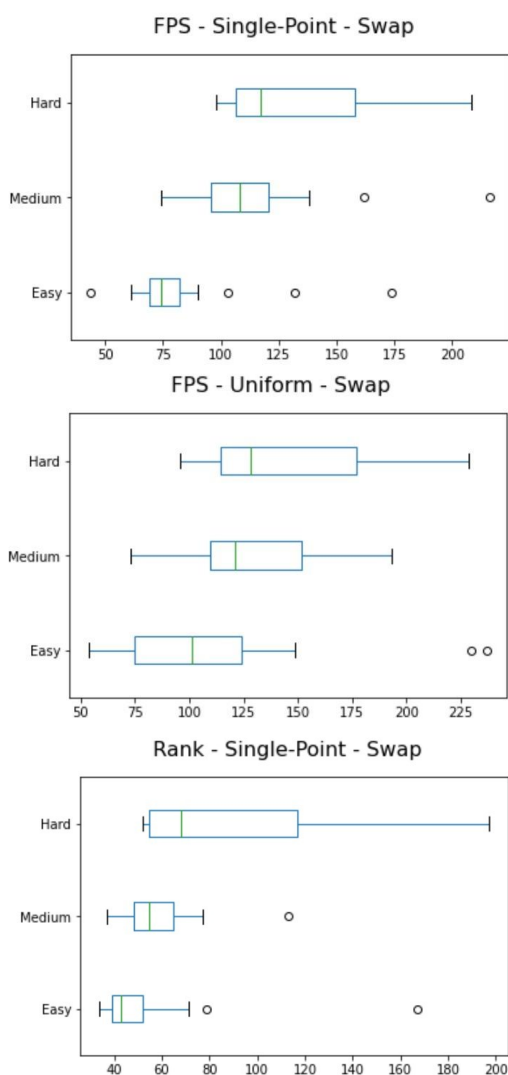 FPS - Single-Point - Swap
Hard
Medium
Easy
50 75 100 125 150 175 200
FPS - Uniform - Swap
Hard
Medium
Easy
50 75 100 125 150 175 200 225
Rank - Single-Point - Swap
Hard
Medium
Easy
40 60 80 100 120 140 160 180 200